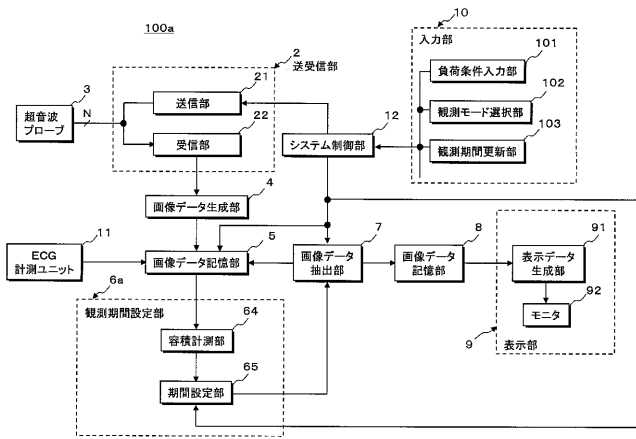 100a
10
入力部
101
負荷条件入力部
102
観測モード選択部
103
観測期間更新部
2
送受信部
21
送信部
22
受信部
3
超音波
プローブ
N
12
システム制御部
4
画像データ生成部
11
ECG
計測ユニット
5
画像データ記憶部
7
画像データ
抽出部
8
画像データ
記憶部
91
表示データ
生成部
92
モニタ
9
表示部
6a
観測期間設定部
64
容積計測部
65
期間設定部